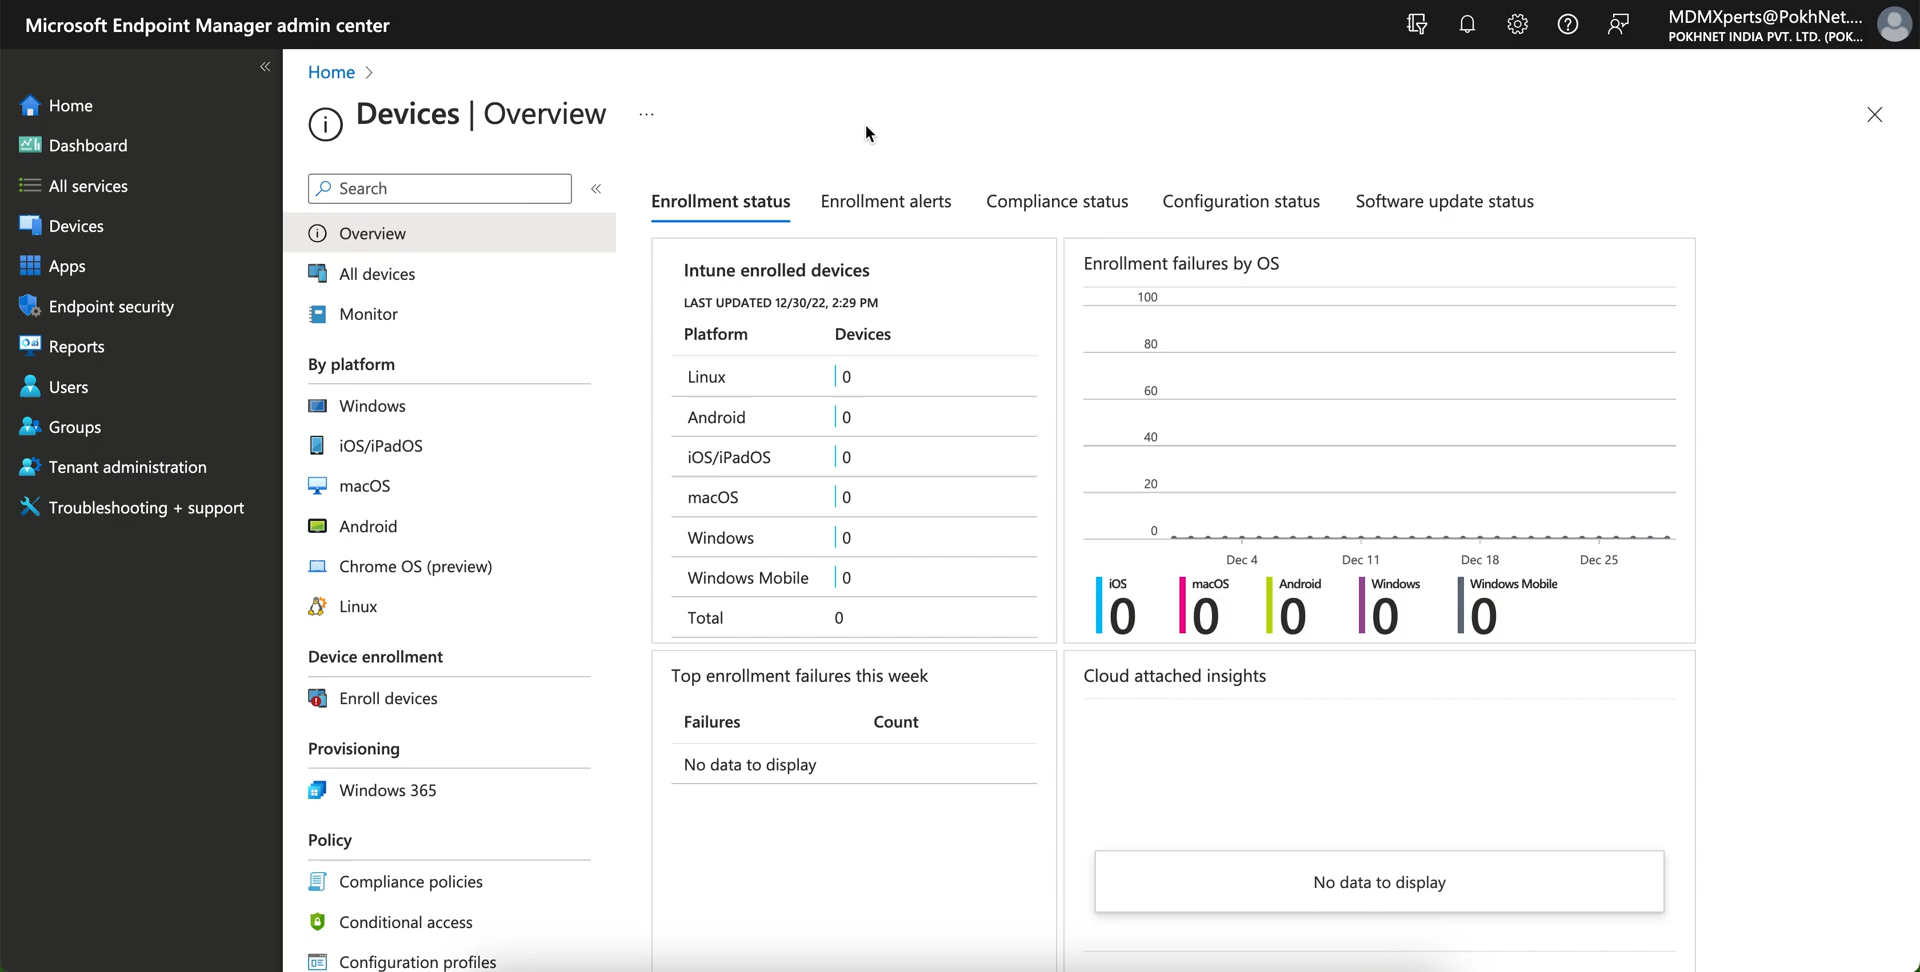 Microsoft Endpoint Manager admin center
MDMXperts@PokhNet....
POKHNET INDIA PVT. LTD. (POK...
Home
Dashboard
All services
Devices
Apps
Endpoint security
Reports
Users
Groups
Tenant administration
Troubleshooting + support
Home
Devices | Overview
...
Search
Overview
All devices
Monitor
By platform
Windows
iOS/iPadOS
macOS
Android
Chrome OS (preview)
Linux
Device enrollment
Enroll devices
Provisioning
Windows 365
Policy
Compliance policies
Conditional access
Configuration profiles
Enrollment status Enrollment alerts Compliance status Configuration status Software update status
Intune enrolled devices
LAST UPDATED 12/30/22, 2:29 PM
Platform Devices
Linux 0
Android 0
iOS/iPadOS 0
macOS 0
Windows 0
Windows Mobile 0
Total 0
Enrollment failures by OS
100
80
60
40
20
0
Dec 4 Dec 11 Dec 18 Dec 25
iOS macOS Android Windows Windows Mobile
0 0 0 0 0
Top enrollment failures this week
Failures Count
No data to display
Cloud attached insights
No data to display